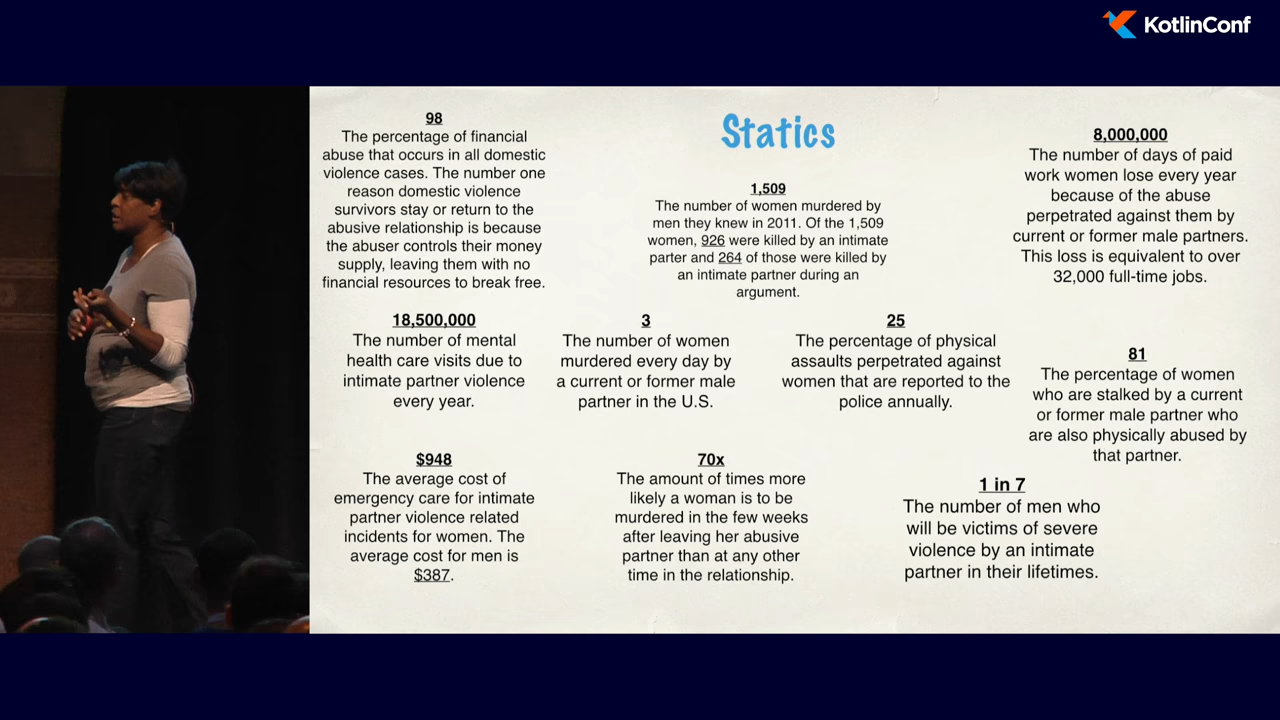 KotlinConf
Statics
98
The percentage of financial
abuse that occurs in all domestic
violence cases. The number one
reason domestic violence
survivors stay or return to the
abusive relationship is because
the abuser controls their money
supply, leaving them with no
financial resources to break free.
1,509
The number of women murdered by
men they knew in 2011. Of the 1,509
women, 926 were killed by an intimate
parter and 264 of those were killed by
an intimate partner during an
argument.
8,000,000
The number of days of paid
work women lose every year
because of the abuse
perpetrated against them by
current or former male partners.
This loss is equivalent to over
32,000 full-time jobs.
18,500,000
The number of mental
health care visits due to
intimate partner violence
every year.
3
The number of women
murdered every day by
a current or former male
partner in the U.S.
25
The percentage of physical
assaults perpetrated against
women that are reported to the
police annually.
81
The percentage of women
who are stalked by a current
or former male partner who
are also physically abused by
that partner.
$948
The average cost of
emergency care for intimate
partner violence related
incidents for women. The
average cost for men is
$387.
70x
The amount of times more
likely a woman is to be
murdered in the few weeks
after leaving her abusive
partner than at any other
time in the relationship.
1 in 7
The number of men who
will be victims of severe
violence by an intimate
partner in their lifetimes.